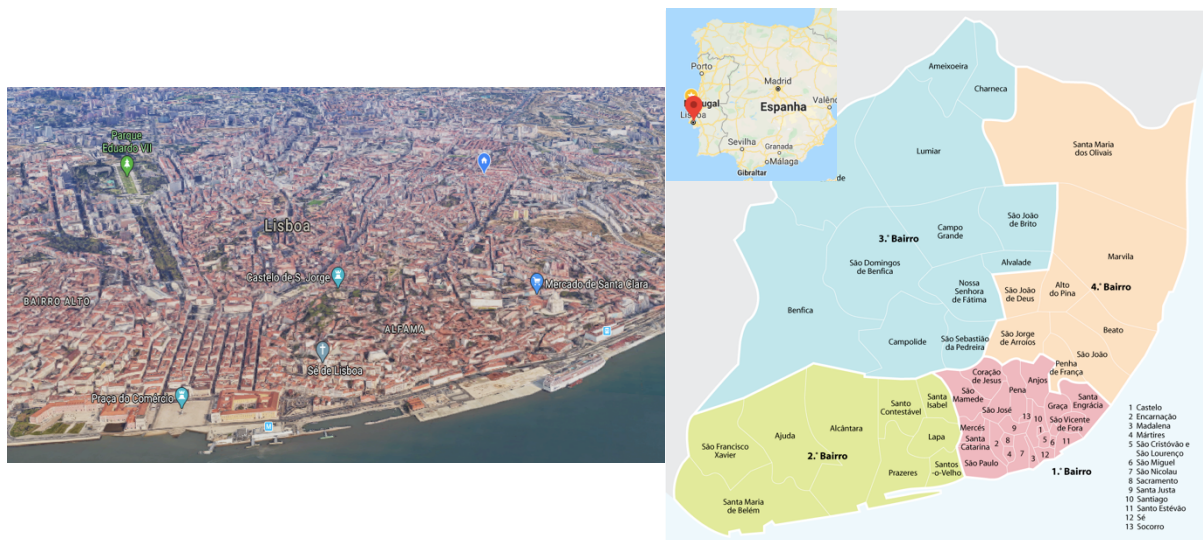 Parque
Eduardo VII
Lisboa
Castelo de S. Jorge
Mercado de Santa Clara
BAIRRO ALTO
ALFAMA
Sé de Lisboa
Praça do Comércio
M
Porto
Madrid
Portugal
Espanha
Valênc
Lisboa
Sevilha
Granada
Málaga
Gibraltar
de
Ameixoeira
Charneca
Lumiar
Santa Maria
dos Olivais
São João
de Brito
Campo
Grande
3.º Bairro
São Domingos
de Benfica
Alvalade
Marvila
Nossa
Senhora
de Fátima
São João
de Deus
Alto
do Pina
4.º Bairro
Benfica
Campolide
São Sebastião
da Pedreira
São Jorge
de Arroios
Beato
São João
Penha
de França
Coração
de Jesus
Anjos
São
Mamede
Pena
Santa
Engrácia
Graça
São José
13
10
São Vicente
de Fora
Mercés
9
1
Santa
Catarina
2
8
5
6
11
São Paulo
4
7
3
12
1.º Bairro
Santo
Contestável
Santa
Isabel
Ajuda
Alcântara
Lapa
São Francisco
Xavier
2.º Bairro
Prazeres
Santos
-o-Velho
Santa Maria
de Belém
1 Castelo
2 Encarnação
3 Madalena
4 Mártires
5 São Cristóvão e
São Lourenço
6 São Miguel
7 São Nicolau
8 Sacramento
9 Santa Justa
10 Santiago
11 Santo Estévão
12 Sé
13 Socorro